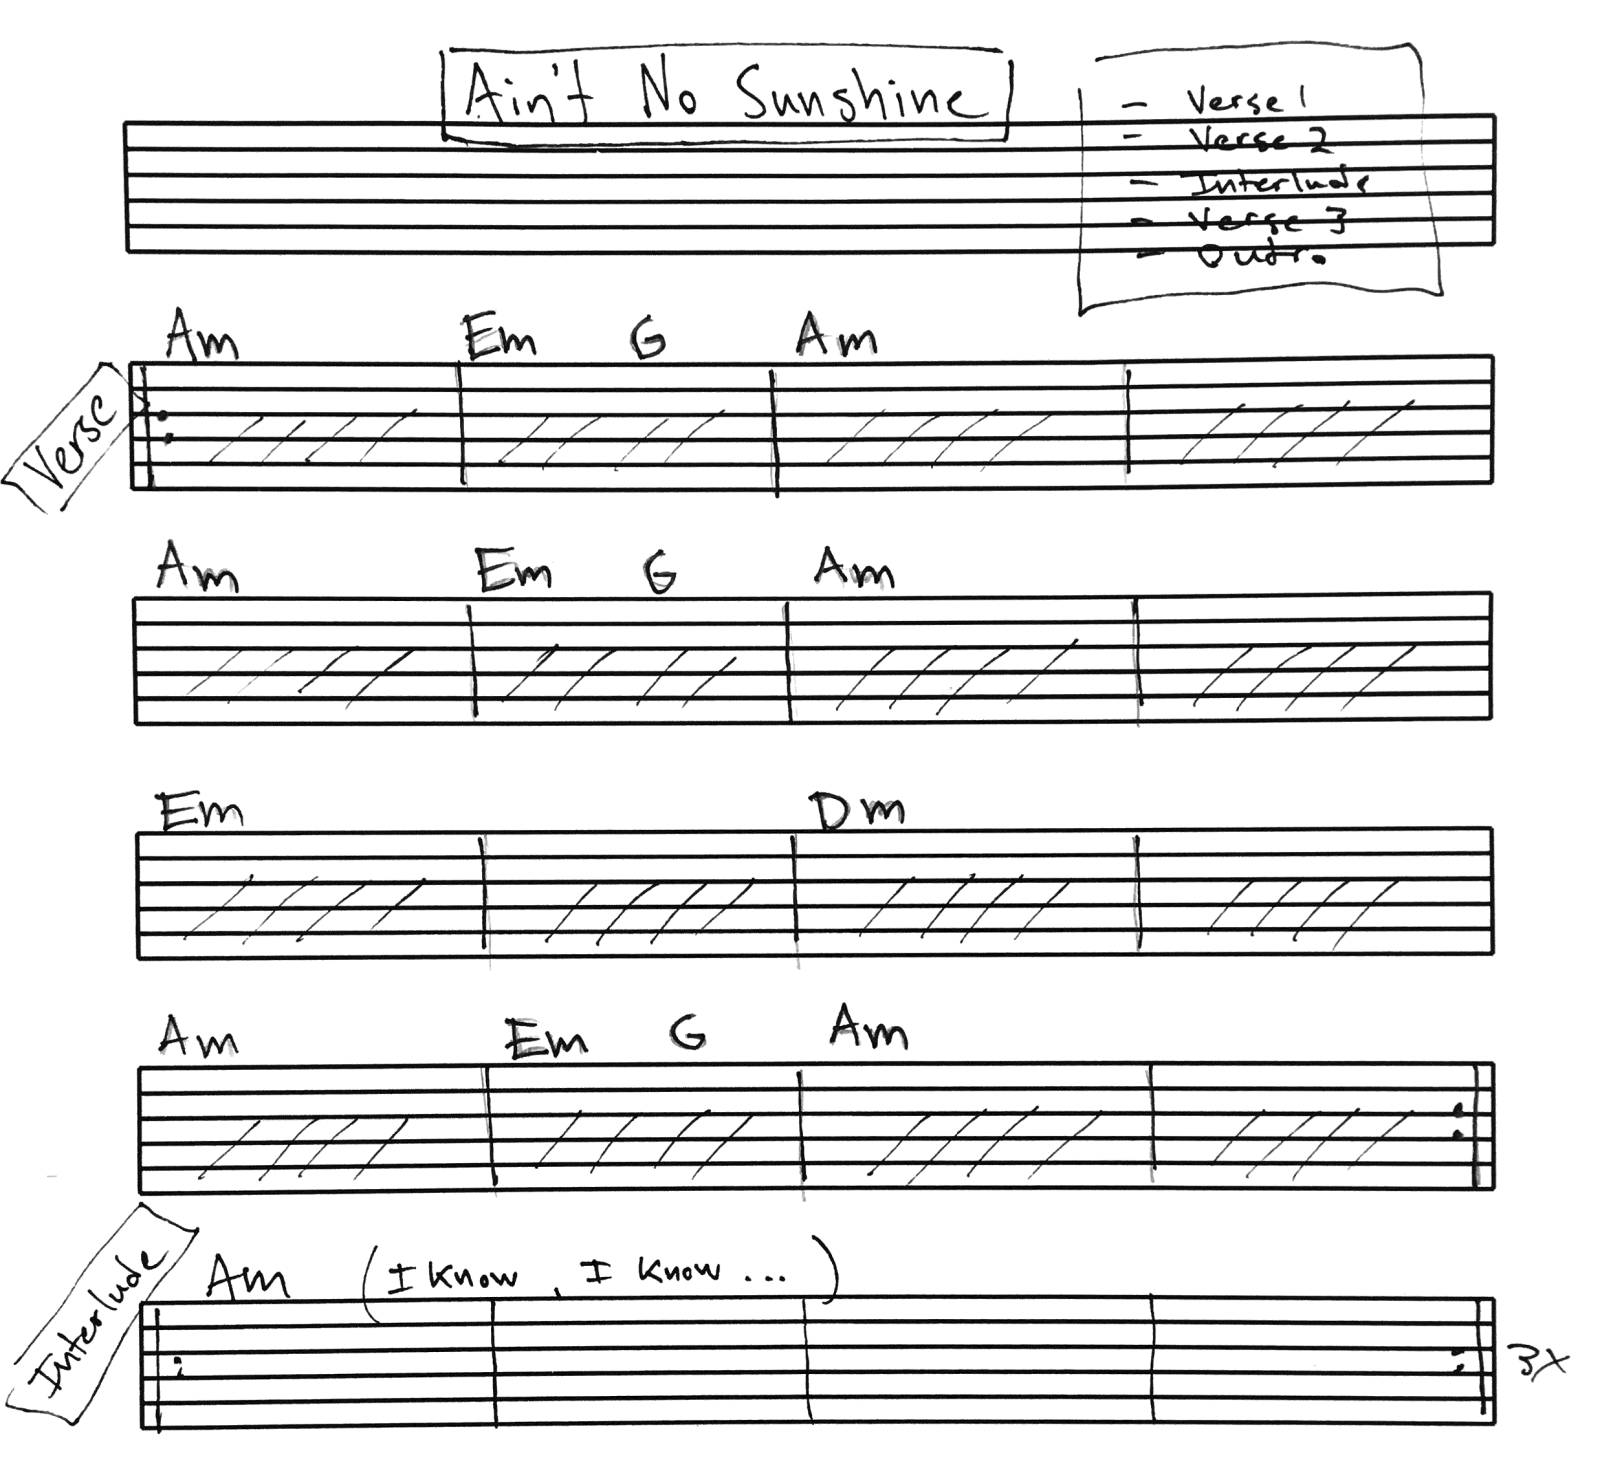 Ain't No Sunshine
- Verse 1
- Verse 2
- Interlude
- Verse 3
- Outro
Am Em G Am
Verse
Am Em G Am
Em Dm
Am Em G Am
Interlude
Am (I know, I know...)
3x